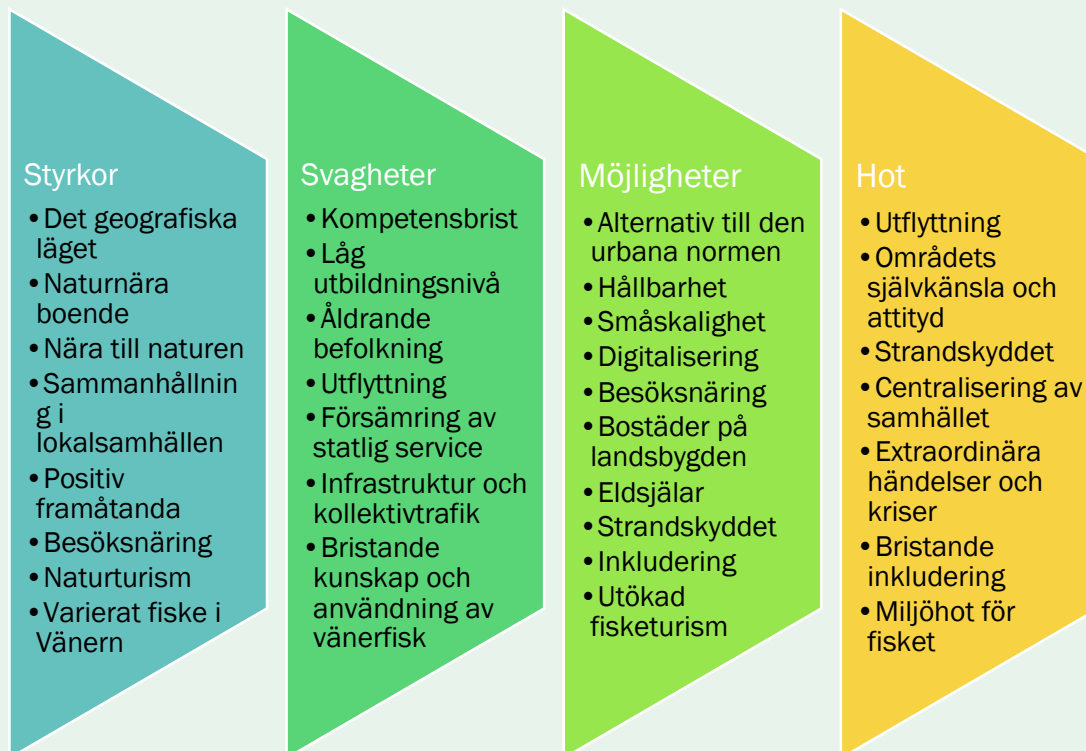 Styrkor
•Det geografiska
läget
•Naturnära
boende
•Nära till naturen
•Sammanhållnin
g i
lokalsamhällen
•Positiv
framåtanda
•Besöksnäring
•Naturturism
•Varierat fiske i
Vänern
Svagheter
•Kompetensbrist
•Låg
utbildningsnivå
•Åldrande
befolkning
•Utflyttning
•Försämring av
statlig service
•Infrastruktur och
kollektivtrafik
•Bristande
kunskap och
användning av
vänerfisk
Möjligheter
•Alternativ till den
urbana normen
•Hållbarhet
•Småskalighet
•Digitalisering
•Besöksnäring
•Bostäder på
landsbygden
•Eldsjälar
•Strandskyddet
•Inkludering
•Utökad
fisketurism
Hot
•Utflyttning
•Områdets
självkänsla och
attityd
•Strandskyddet
•Centralisering av
samhället
•Extraordinära
händelser och
kriser
•Bristande
inkludering
•Miljöhot för
fisket